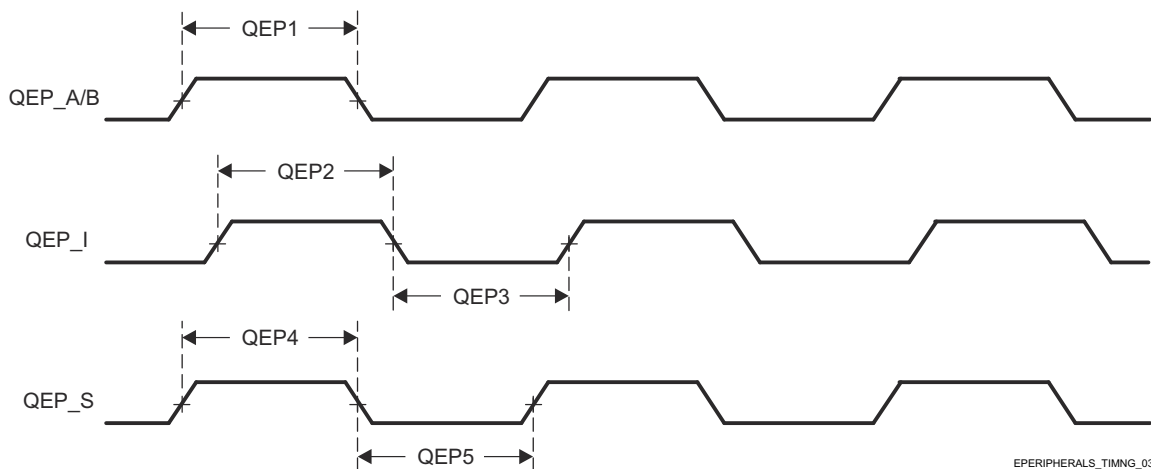 QEP1
QEP_A/B
QEP2
QEP_I
QEP3
QEP4
QEP_S
QEP5
EPERIPHERALS_TIMNG_03